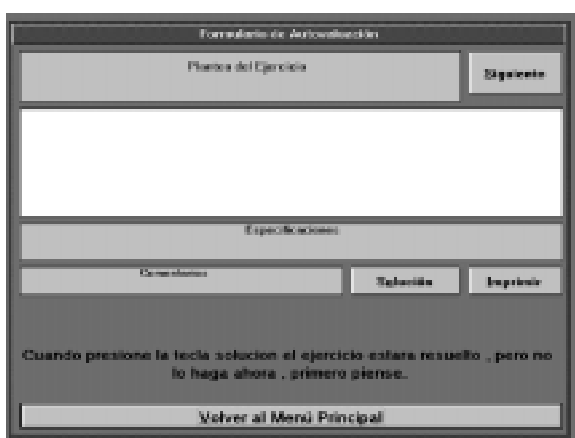 Formulario de Autovaluación
Planteo del Ejercicio
Siguiente
Especificaciones
Comentarios
Solución
Imprimir
Cuando presione la tecla solucion el ejercicio estara resuelto , pero no
lo haga ahora , primero piense.
Volver al Menú Principal